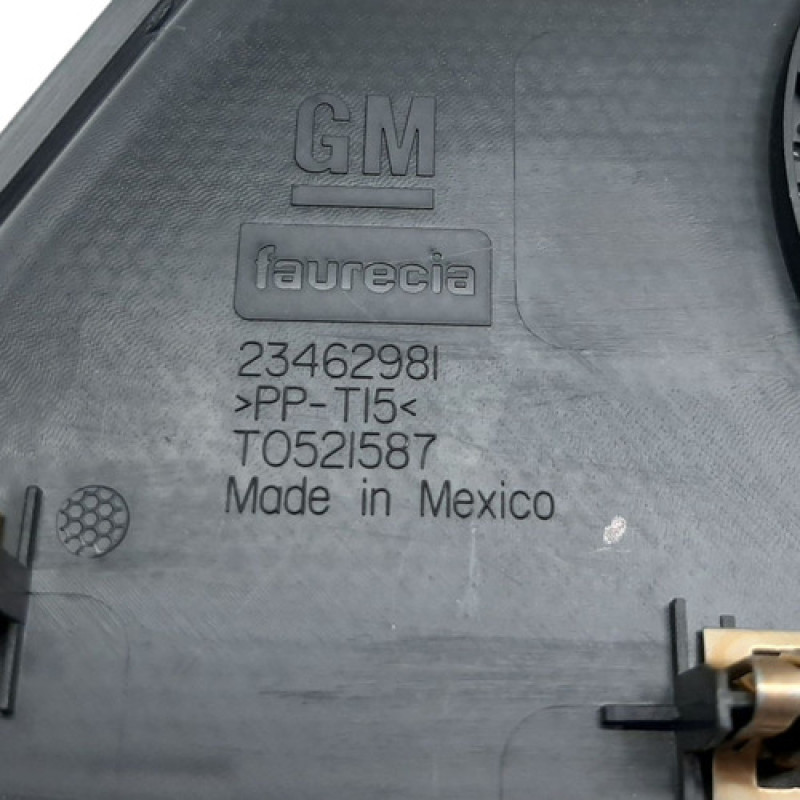 GM
faurecia
23462981
>PP-T15<
T0521587
Made in Mexico